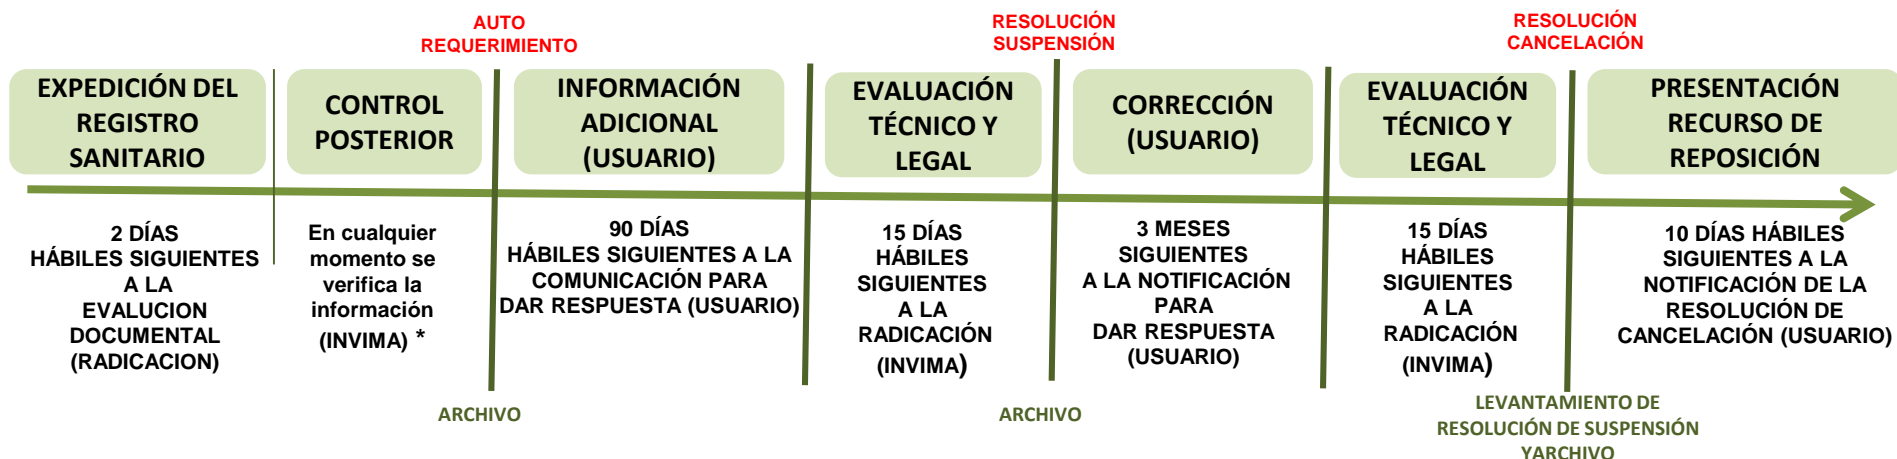 AUTO
REQUERIMIENTO
RESOLUCIÓN
SUSPENSIÓN
RESOLUCIÓN
CANCELACIÓN
EXPEDICIÓN DEL
REGISTRO
SANITARIO
CONTROL
POSTERIOR
INFORMACIÓN
ADICIONAL
(USUARIO)
EVALUACIÓN
TÉCNICO Y
LEGAL
CORRECCIÓN
(USUARIO)
EVALUACIÓN
TÉCNICO Y
LEGAL
PRESENTACIÓN
RECURSO DE
REPOSICIÓN
2 DÍAS
HÁBILES SIGUIENTES
A LA
EVALUCION
DOCUMENTAL
(RADICACION)
En cualquier
momento se
verifica la
información
(INVIMA) *
90 DÍAS
HÁBILES SIGUIENTES A LA
COMUNICACIÓN PARA
DAR RESPUESTA (USUARIO)
15 DÍAS
HÁBILES
SIGUIENTES
A LA
RADICACIÓN
(INVIMA)
3 MESES
SIGUIENTES
A LA NOTIFICACIÓN
PARA
DAR RESPUESTA
(USUARIO)
15 DÍAS
HÁBILES
SIGUIENTES
A LA
RADICACIÓN
(INVIMA)
10 DÍAS HÁBILES
SIGUIENTES A LA
NOTIFICACIÓN DE LA
RESOLUCIÓN DE
CANCELACIÓN (USUARIO)
ARCHIVO
ARCHIVO
LEVANTAMIENTO DE
RESOLUCIÓN DE SUSPENSIÓN
YARCHIVO